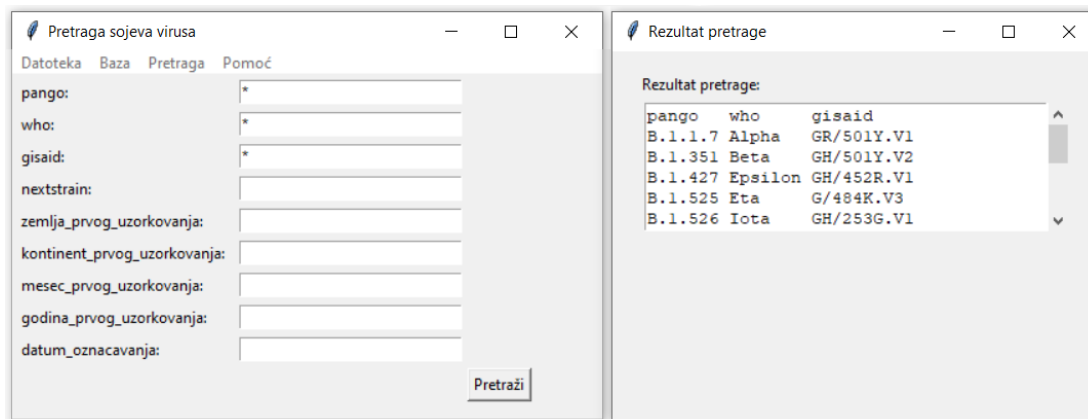 Pretraga sojeva virusa
Datoteka Baza Pretraga Pomoć
pango: *
who: *
gisaid: *
nextstrain:
zemlja_prvog_uzorkovanja:
kontinent_prvog_uzorkovanja:
mesec_prvog_uzorkovanja:
godina_prvog_uzorkovanja:
datum_oznacavanja:
Pretraži
Rezultat pretrage
Rezultat pretrage:
pango who gisaid
B.1.1.7 Alpha GR/501Y.V1
B.1.351 Beta GH/501Y.V2
B.1.427 Epsilon GH/452R.V1
B.1.525 Eta G/484K.V3
B.1.526 Iota GH/253G.V1